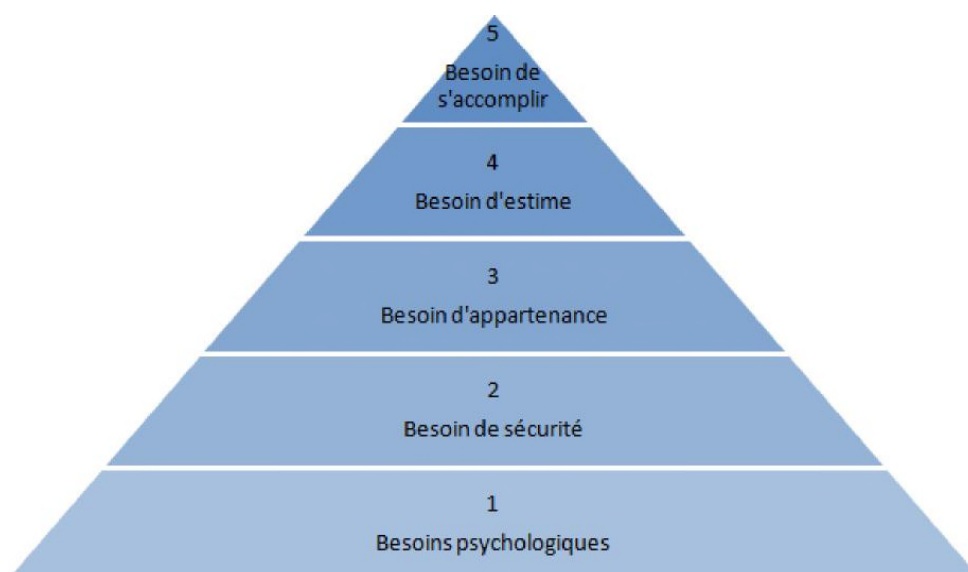 5
Besoin de
s'accomplir
4
Besoin d'estime
3
Besoin d'appartenance
2
Besoin de sécurité
1
Besoins psychologiques